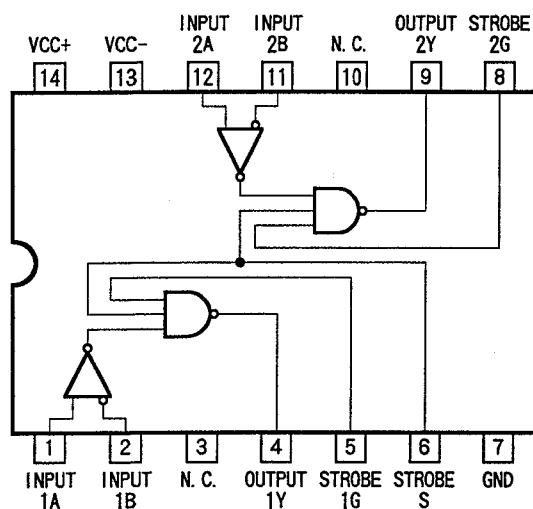 VCC+ VCC- INPUT 2A INPUT 2B N. C. OUTPUT 2Y STROBE 2G
14 13 12 11 10 9 8
1 2 3 4 5 6 7
INPUT 1A INPUT 1B N. C. OUTPUT 1Y STROBE 1G STROBE S GND